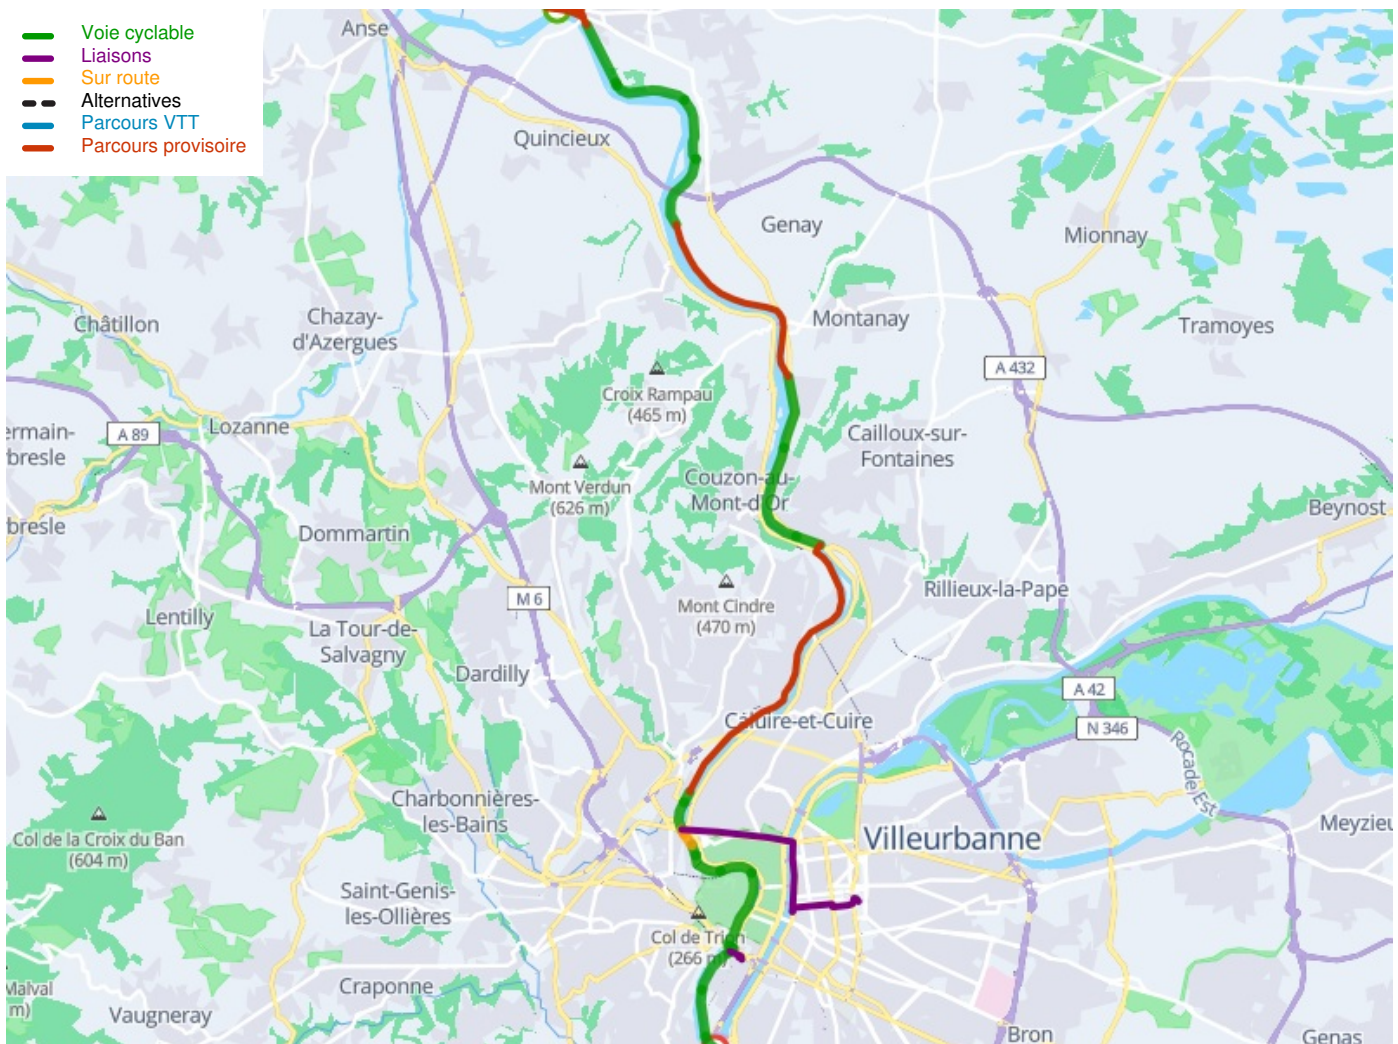 Voie cyclable
Liaisons
Sur route
Alternatives
Parcours VTT
Parcours provisoire
Anse
Quincieux
Genay
Mionnay
Châtillon
Chazay-
d'Azergues
Montanay
Tramoyes
A 432
Croix Rampau
(465 m)
ermain-
rbresle
A 89
Lozanne
Cailloux-sur-
Fontaines
Mont Verdun
(626 m)
Couzon-au-
Mont-d'Or
Beynost
bresle
Dommartin
M 6
Mont Cindre
(470 m)
Rillieux-la-Pape
Lentilly
La Tour-de-
Salvagny
Dardilly
A 42
N 346
Caluire-et-Cuire
Rocade Est
Charbonnières-
les-Bains
Col de la Croix du Ban
(604 m)
Villeurbanne
Meyzieu
Saint-Genis-
les-Ollières
Col de Trion
(266 m)
Malval
m)
Craponne
Vaugneray
Bron
Genas